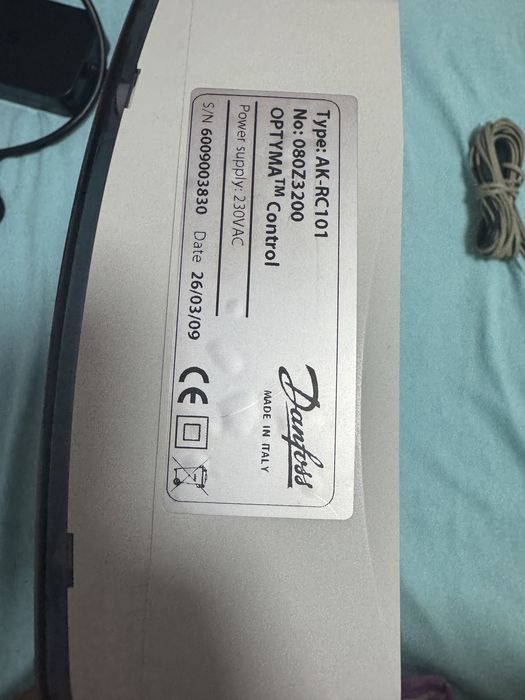 Type: AK-RC101
No: 080Z3200
OPTYMA™ Control
Power supply: 230VAC
S/N 6009003830 Date 26/03/09
Danfoss
MADE IN ITALY
CE